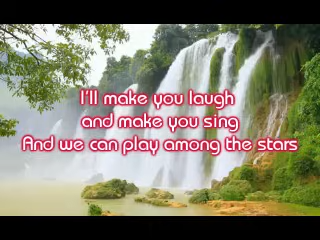 I'll make you laugh
and make you sing
And we can play among the stars